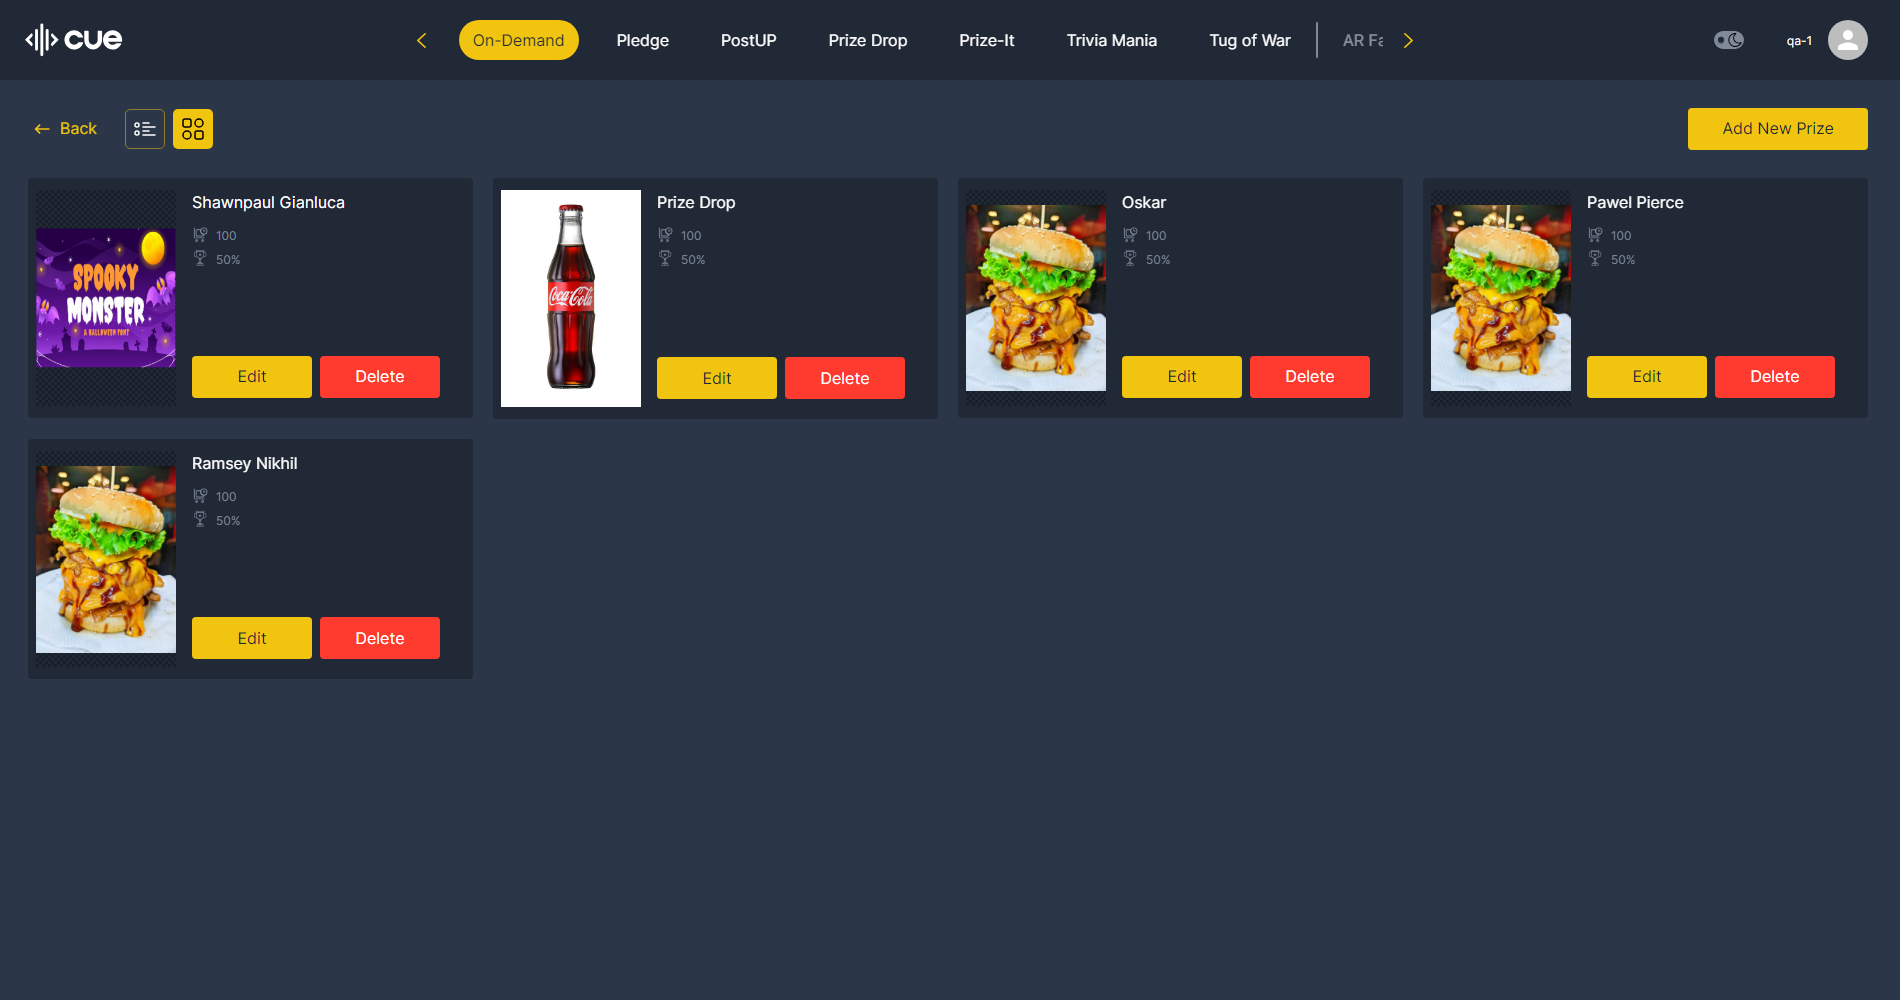 cue
On-Demand
Pledge
PostUP
Prize Drop
Prize-It
Trivia Mania
Tug of War
AR Fa
qa-1
Back
Add New Prize
Shawnpaul Gianluca
100
50%
Edit
Delete
SPOOKY
MONSTER
A HALLOWEEN FONT
Prize Drop
100
50%
Edit
Delete
Coca-Cola
Oskar
100
50%
Edit
Delete
Pawel Pierce
100
50%
Edit
Delete
Ramsey Nikhil
100
50%
Edit
Delete